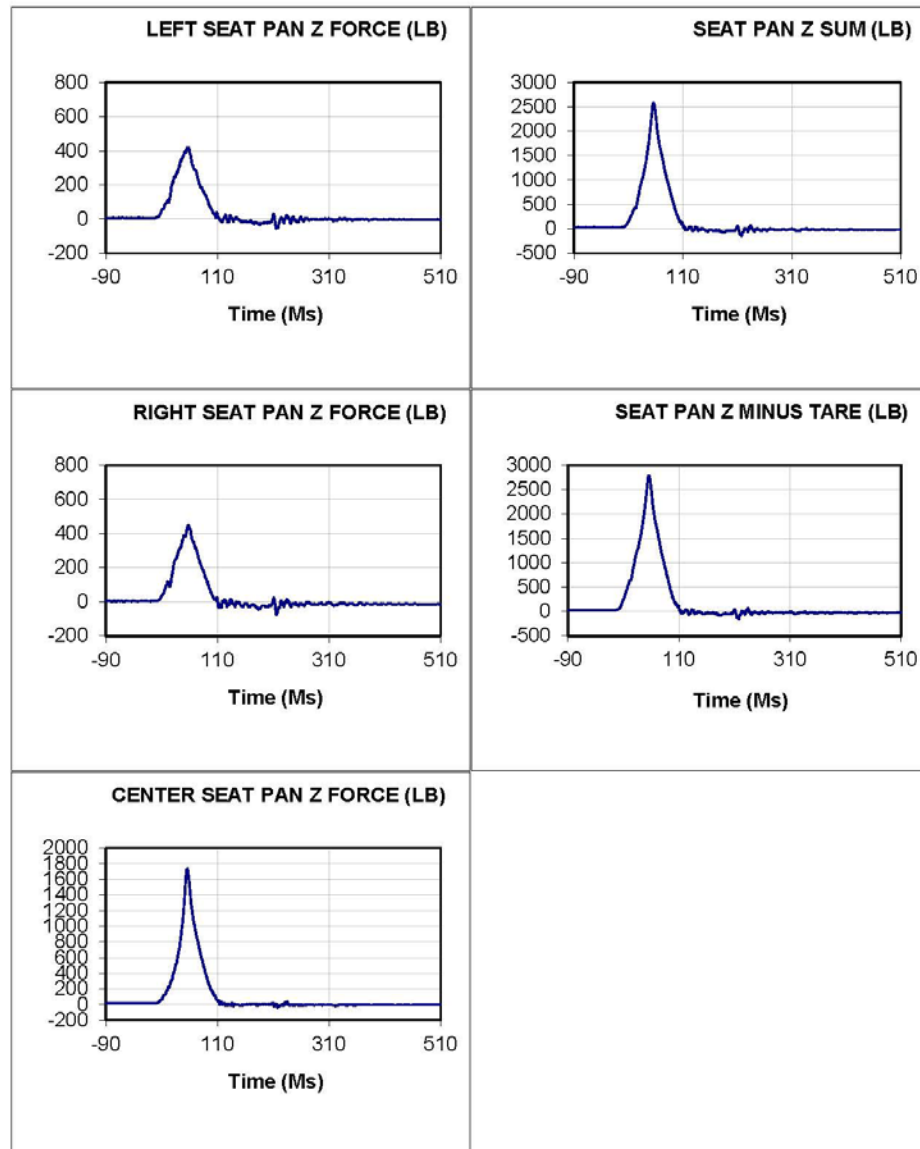 LEFT SEAT PAN Z FORCE (LB)
800
600
400
200
0
-200
-90 110 310 510
Time (Ms)
SEAT PAN Z SUM (LB)
3000
2500
2000
1500
1000
500
0
-500
-90 110 310 510
Time (Ms)
RIGHT SEAT PAN Z FORCE (LB)
800
600
400
200
0
-200
-90 110 310 510
Time (Ms)
SEAT PAN Z MINUS TARE (LB)
3000
2500
2000
1500
1000
500
0
-500
-90 110 310 510
Time (Ms)
CENTER SEAT PAN Z FORCE (LB)
2000
1800
1600
1400
1200
1000
800
600
400
200
0
-200
-90 110 310 510
Time (Ms)